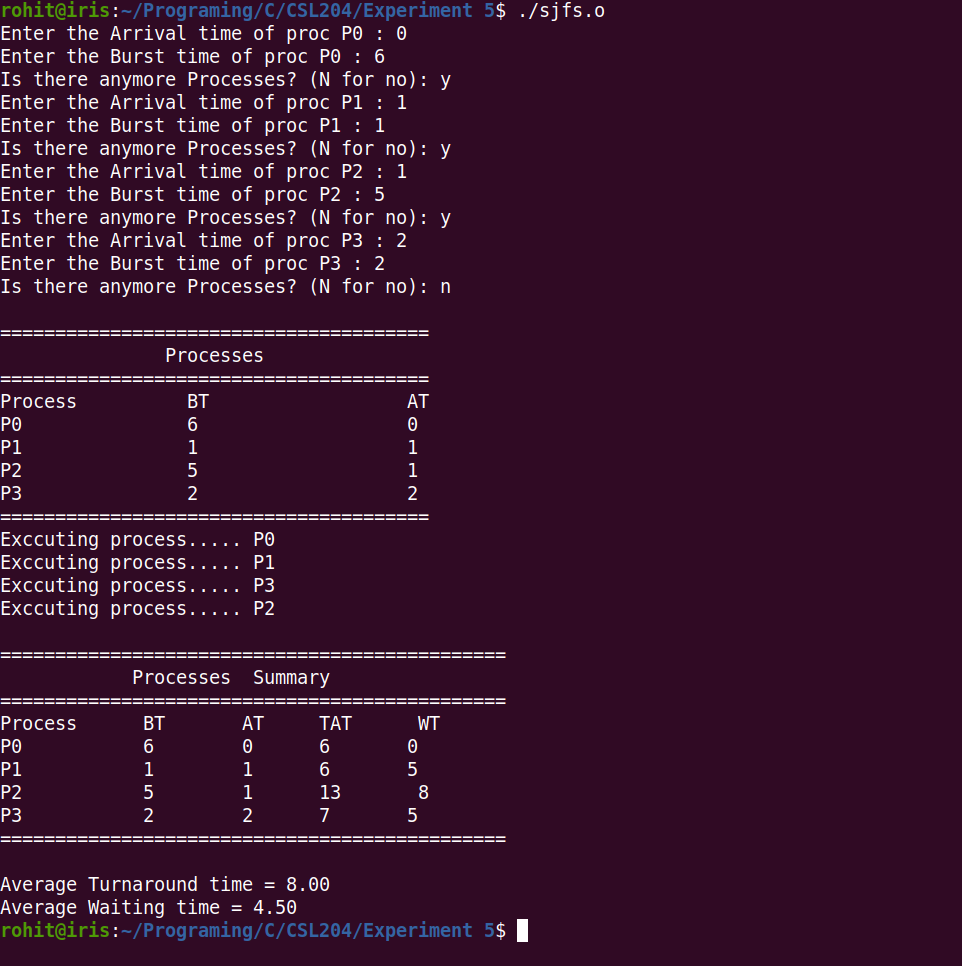 rohit@iris:~/Programing/C/CSL204/Experiment 5$ ./sjfs.o
Enter the Arrival time of proc P0 : 0
Enter the Burst time of proc P0 : 6
Is there anymore Processes? (N for no): y
Enter the Arrival time of proc P1 : 1
Enter the Burst time of proc P1 : 1
Is there anymore Processes? (N for no): y
Enter the Arrival time of proc P2 : 1
Enter the Burst time of proc P2 : 5
Is there anymore Processes? (N for no): y
Enter the Arrival time of proc P3 : 2
Enter the Burst time of proc P3 : 2
Is there anymore Processes? (N for no): n

=======================================
               Processes
=======================================
Process          BT                  AT
P0               6                   0
P1               1                   1
P2               5                   1
P3               2                   2
=======================================
Exccuting process..... P0
Exccuting process..... P1
Exccuting process..... P3
Exccuting process..... P2

==============================================
            Processes  Summary
==============================================
Process      BT       AT     TAT      WT
P0           6        0      6       0
P1           1        1      6       5
P2           5        1      13       8
P3           2        2      7       5
==============================================

Average Turnaround time = 8.00
Average Waiting time = 4.50
rohit@iris:~/Programing/C/CSL204/Experiment 5$